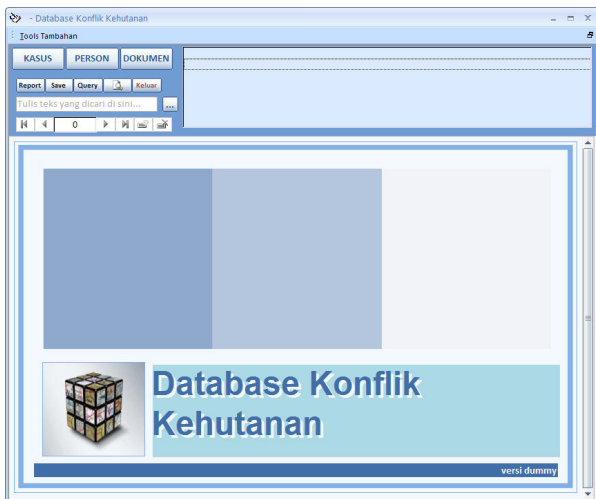 - Database Konflik Kehutanan
Tools Tambahan
KASUS PERSON DOKUMEN
Report Save Query Keluar
Tulis teks yang dicari di sini... ...
0
Database Konflik
Kehutanan
versi dummy